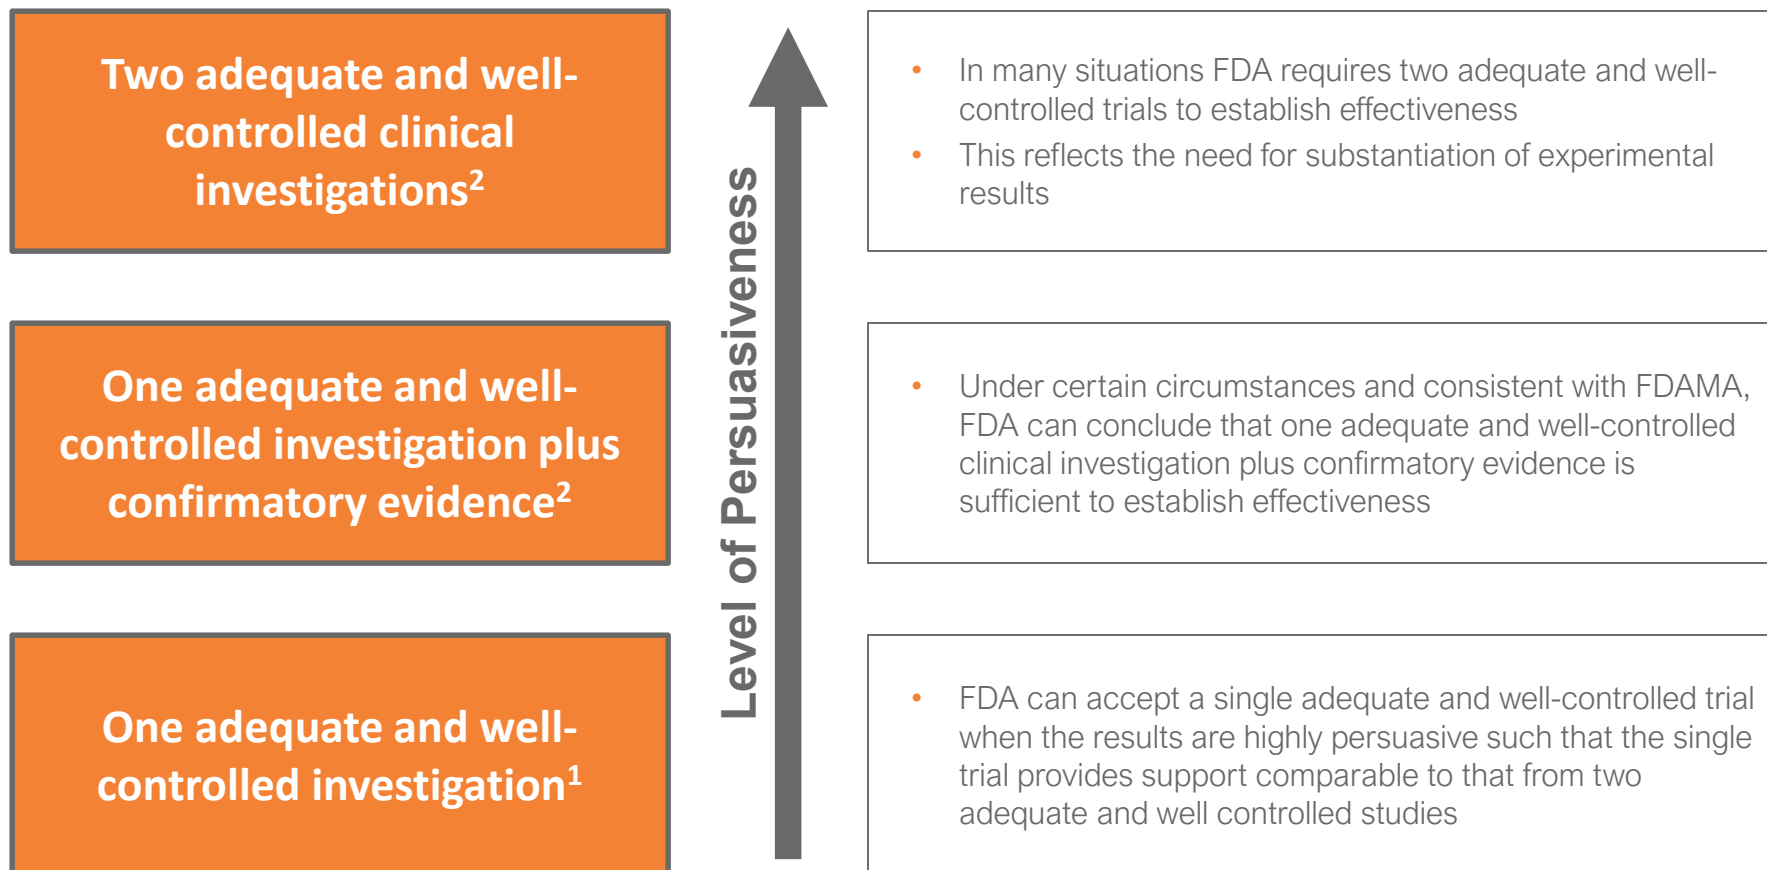 Two adequate and well-
controlled clinical
investigations²
Level of Persuasiveness
• In many situations FDA requires two adequate and well-
controlled trials to establish effectiveness
• This reflects the need for substantiation of experimental
results
One adequate and well-
controlled investigation plus
confirmatory evidence²
• Under certain circumstances and consistent with FDAMA,
FDA can conclude that one adequate and well-controlled
clinical investigation plus confirmatory evidence is
sufficient to establish effectiveness
One adequate and well-
controlled investigation¹
• FDA can accept a single adequate and well-controlled trial
when the results are highly persuasive such that the single
trial provides support comparable to that from two
adequate and well controlled studies